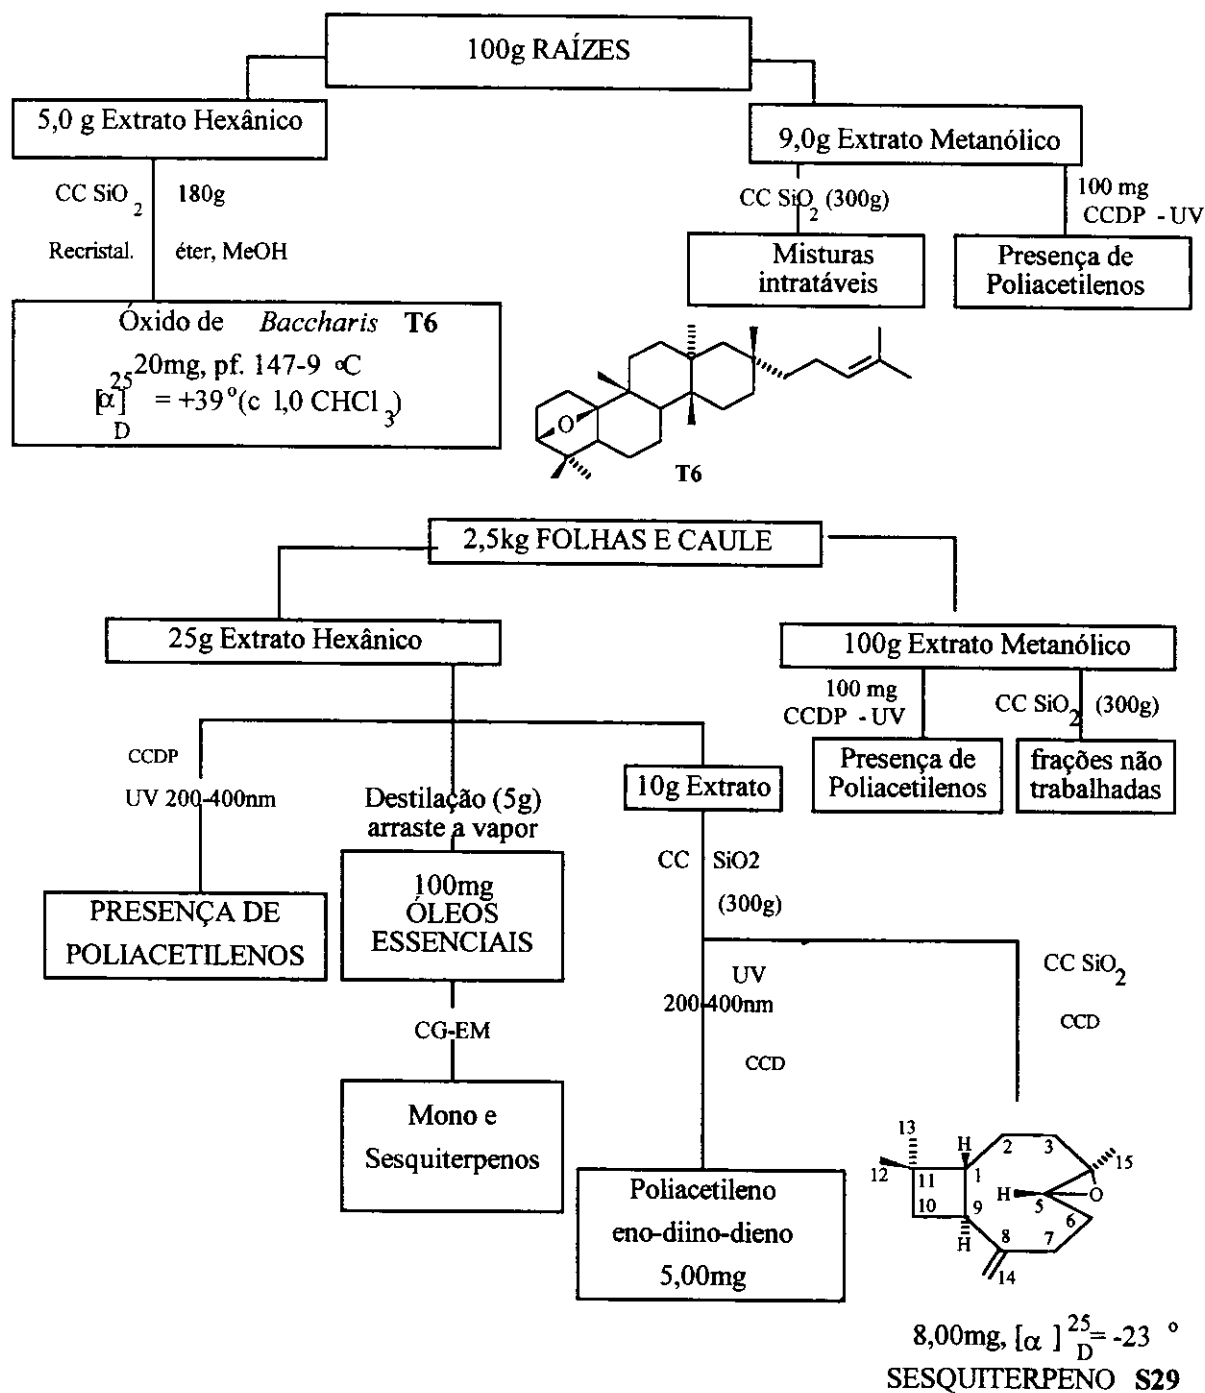 100g RAÍZES
5,0 g Extrato Hexânico
9,0g Extrato Metanólico
CC SiO2 180g
Recristal. éter, MeOH
CC SiO2 (300g)
100 mg
CCDP - UV
Misturas
intratáveis
Presença de
Poliacetilenos
Óxido de Baccharis T6
20mg, pf. 147-9 ºC
[α]25D = +39º(c 1,0 CHCl3)
O
T6
2,5kg FOLHAS E CAULE
25g Extrato Hexânico
100g Extrato Metanólico
100 mg
CCDP - UV
CC SiO2 (300g)
CCDP
UV 200-400nm
Destilação (5g)
arraste a vapor
10g Extrato
Presença de
Poliacetilenos
frações não
trabalhadas
CC SiO2
(300g)
PRESENÇA DE
POLIACETILENOS
100mg
ÓLEOS
ESSENCIAIS
UV
200-400nm
CCD
CC SiO2
CCD
CG-EM
Mono e
Sesquiterpenos
Poliacetileno
eno-diino-dieno
5,00mg
13
H
2
3
12
11
1
15
H
5
O
10
9
6
H
8
7
14
8,00mg, [α]25D = -23 º
SESQUITERPENO S29